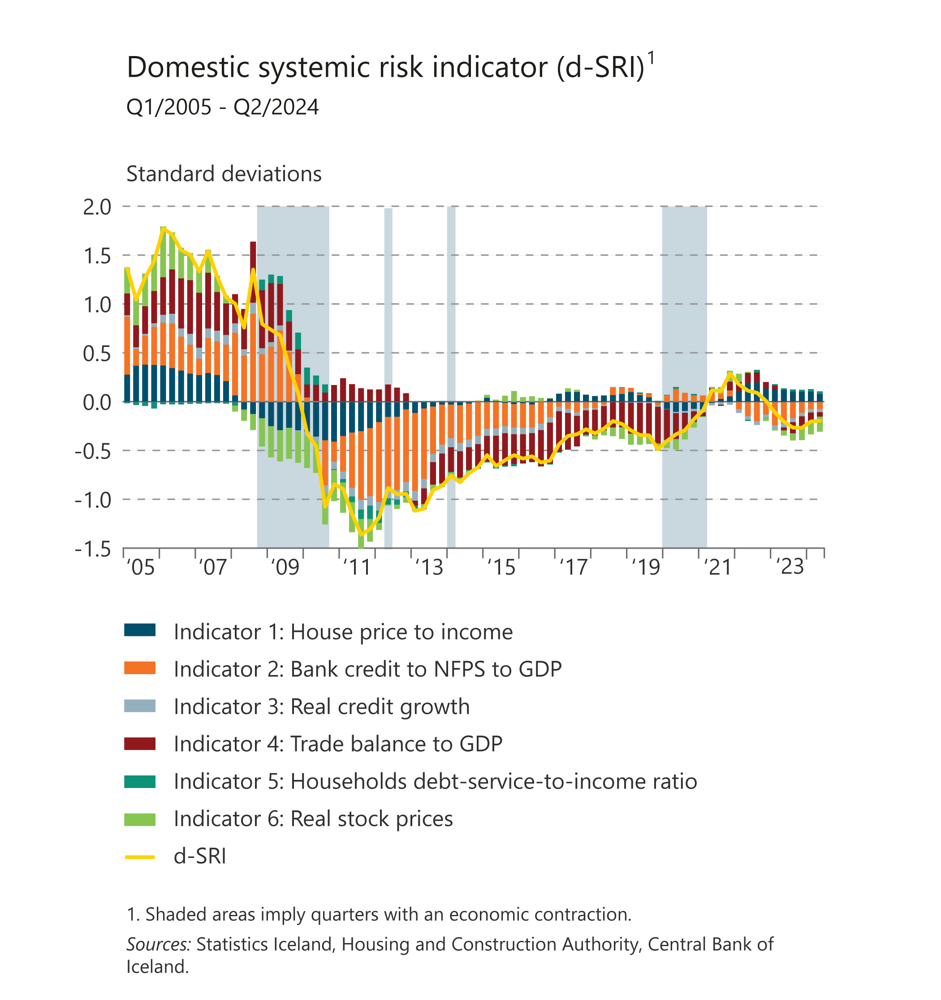 Domestic systemic risk indicator (d-SRI)¹
Q1/2005 - Q2/2024
Standard deviations
2.0
1.5
1.0
0.5
0.0
-0.5
-1.0
-1.5
‘05 ‘07 ‘09 ‘11 ‘13 ‘15 ‘17 ‘19 ‘21 ‘23
Indicator 1: House price to income
Indicator 2: Bank credit to NFPS to GDP
Indicator 3: Real credit growth
Indicator 4: Trade balance to GDP
Indicator 5: Households debt-service-to-income ratio
Indicator 6: Real stock prices
d-SRI
1. Shaded areas imply quarters with an economic contraction.
Sources: Statistics Iceland, Housing and Construction Authority, Central Bank of
Iceland.